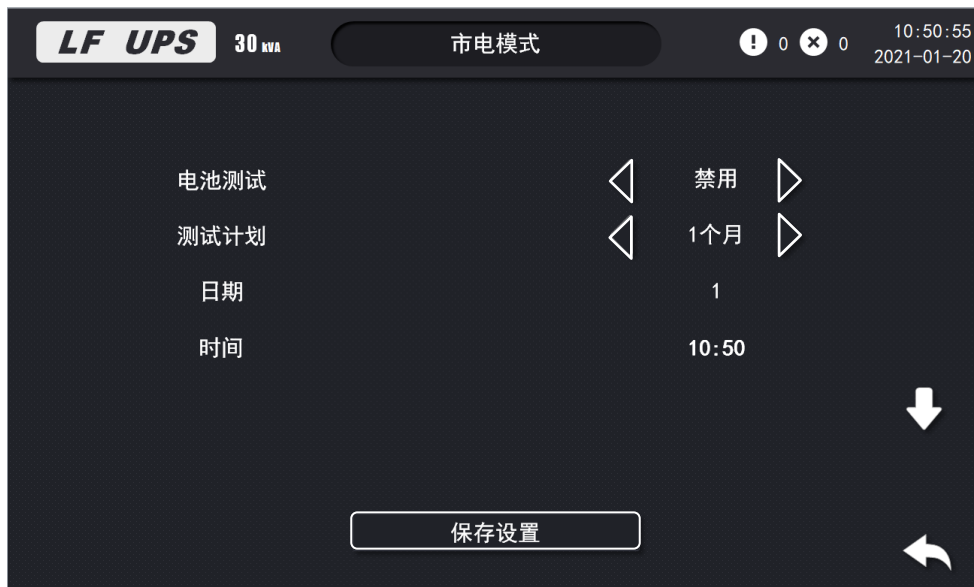 LF UPS 30 kVA 市电模式 0 0 10:50:55
2021-01-20
电池测试 禁用
测试计划 1个月
日期 1
时间 10:50
保存设置